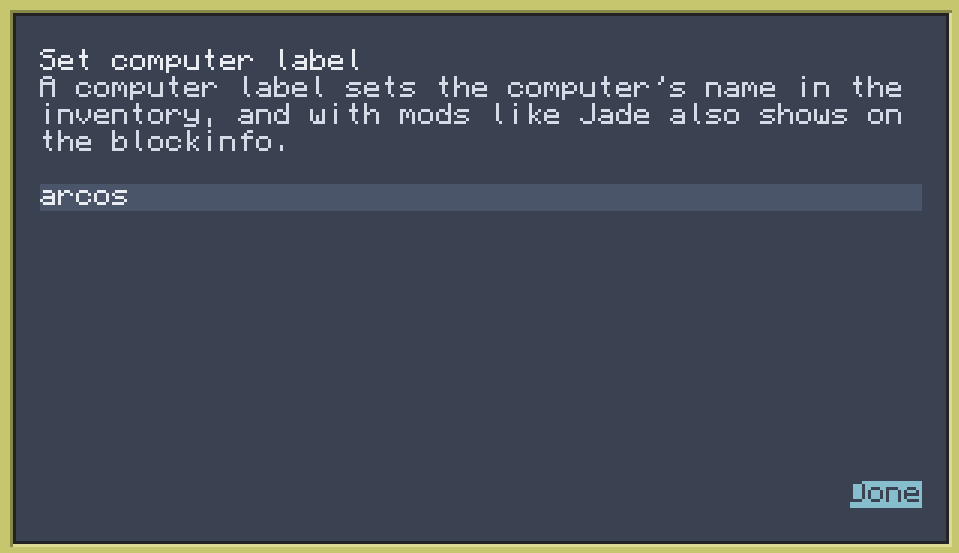 Set computer label
A computer label sets the computer's name in the
inventory, and with mods like Jade also shows on
the blockinfo.
arcos
Done